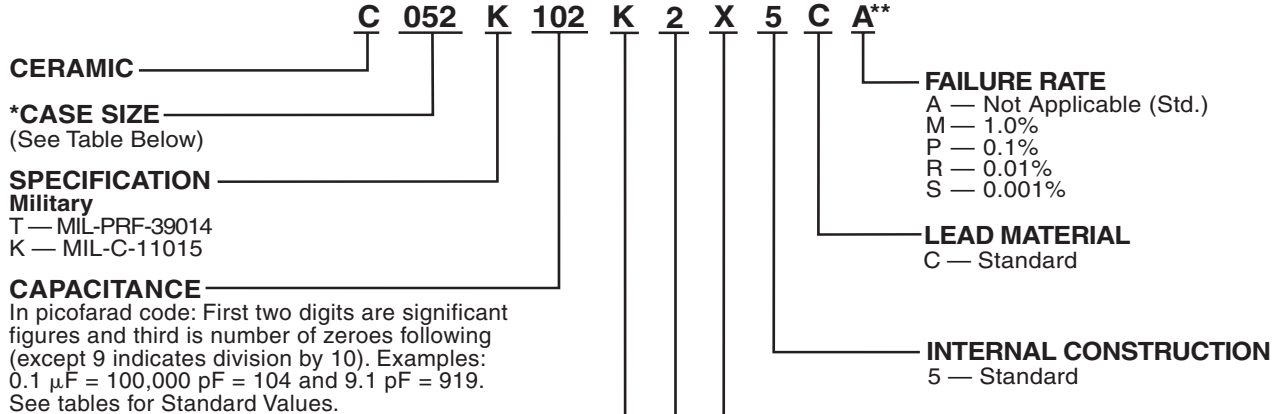 C 052 K 102 K 2 X 5 C A**
CERAMIC
*CASE SIZE
(See Table Below)
SPECIFICATION
Military
T — MIL-PRF-39014
K — MIL-C-11015
CAPACITANCE
In picofarad code: First two digits are significant
figures and third is number of zeroes following
(except 9 indicates division by 10). Examples:
0.1 μF = 100,000 pF = 104 and 9.1 pF = 919.
See tables for Standard Values.
FAILURE RATE
A — Not Applicable (Std.)
M — 1.0%
P — 0.1%
R — 0.01%
S — 0.001%
LEAD MATERIAL
C — Standard
INTERNAL CONSTRUCTION
5 — Standard